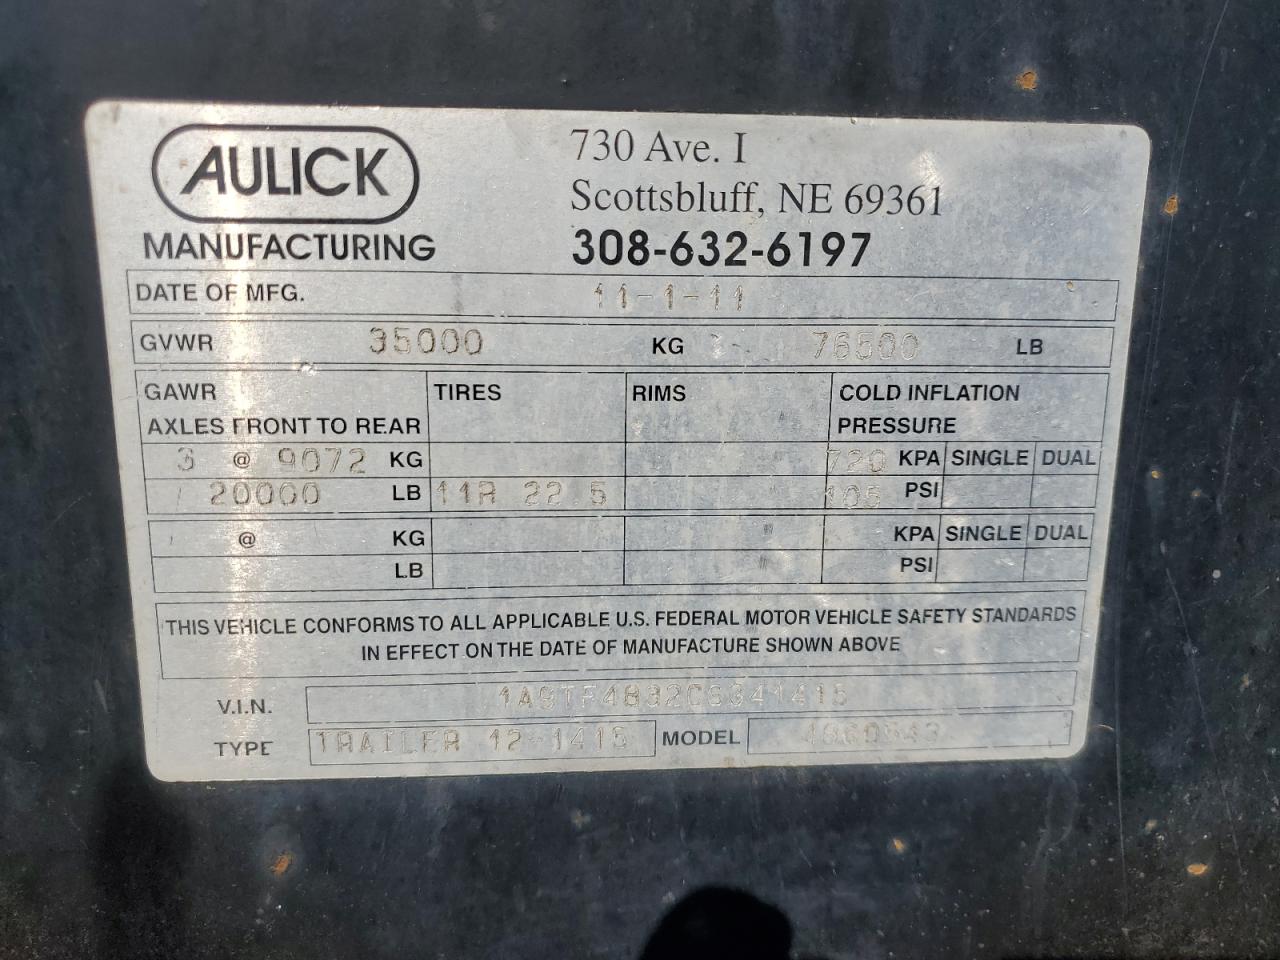 AULICK
MANUFACTURING
730 Ave. I
Scottsbluff, NE 69361
308-632-6197
DATE OF MFG. 11-1-11
GVWR 35000 KG 76500 LB
GAWR TIRES RIMS COLD INFLATION
AXLES FRONT TO REAR PRESSURE
3 @ 9072 KG 720 KPA SINGLE DUAL
20000 LB 11R 22 5 105 PSI
@ KG KPA SINGLE DUAL
LB PSI
THIS VEHICLE CONFORMS TO ALL APPLICABLE U.S. FEDERAL MOTOR VEHICLE SAFETY STANDARDS
IN EFFECT ON THE DATE OF MANUFACTURE SHOWN ABOVE
V.I.N.
TYPE TRAILER 12-1415 MODEL